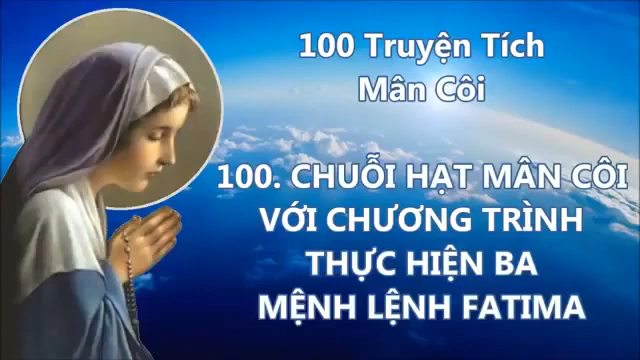 100 Truyện Tích
Mân Côi
100. CHUỖI HẠT MÂN CÔI
VỚI CHƯƠNG TRÌNH
THỰC HIỆN BA
MỆNH LỆNH FATIMA